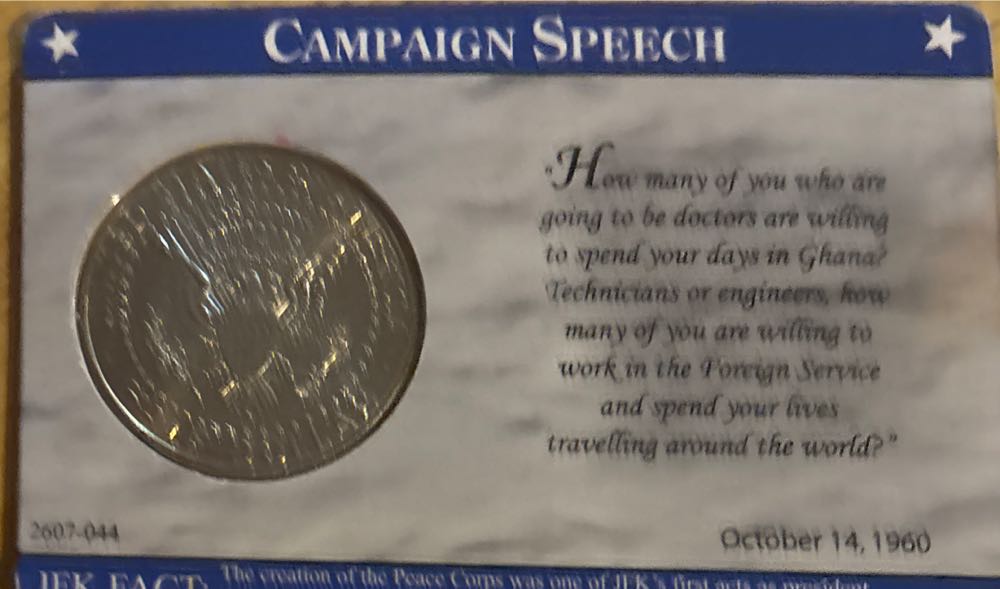 CAMPAIGN SPEECH
"How many of you who are
going to be doctors are willing
to spend your days in Ghana?
Technicians or engineers, how
many of you are willing to
work in the Foreign Service
and spend your lives
travelling around the world?"
2607-044
October 14, 1960
JFK FACT: The creation of the Peace Corps was one of JFK's first acts as president